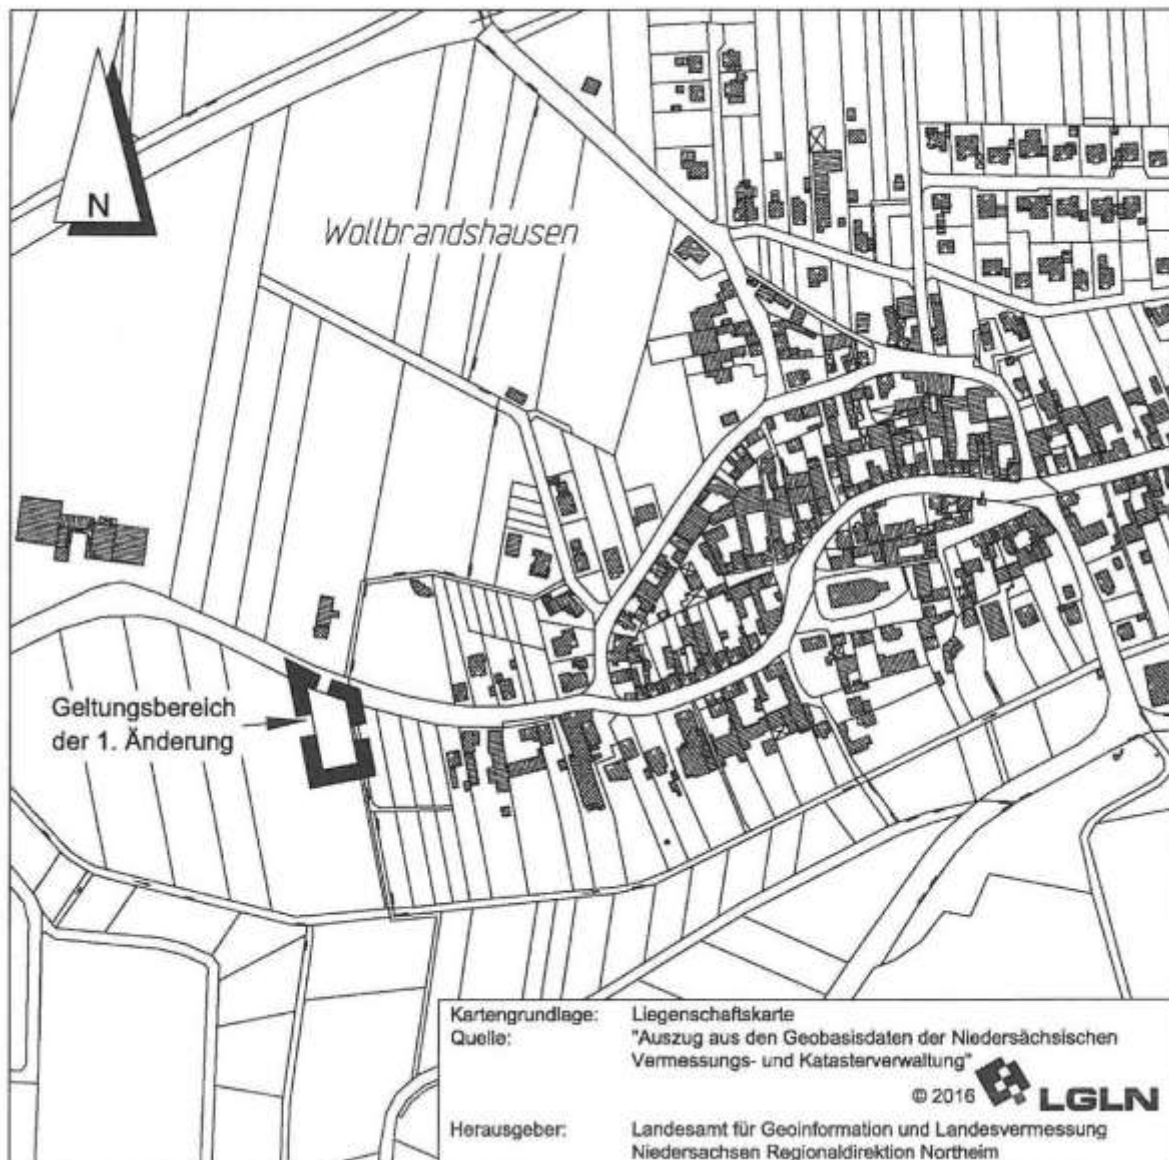 N
Wollbrandshausen
Geltungsbereich
der 1. Änderung
Kartengrundlage: Liegenschaftskarte
Quelle: "Auszug aus den Geobasisdaten der Niedersächsischen
Vermessungs- und Katasterverwaltung"
© 2016 LGLN
Herausgeber: Landesamt für Geoinformation und Landesvermessung
Niedersachsen Regionaldirektion Northeim